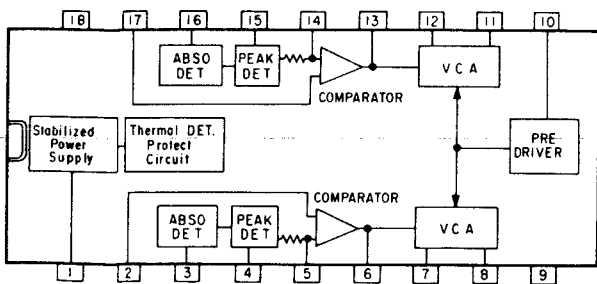 18 17 16 15 14 13 12 11 10
ABSO
DET
PEAK
DET
COMPARATOR
VCA
Stabilized
Power
Supply
Thermal DET.
Protect
Circuit
PRE
DRIVER
COMPARATOR
ABSO
DET
PEAK
DET
VCA
1 2 3 4 5 6 7 8 9